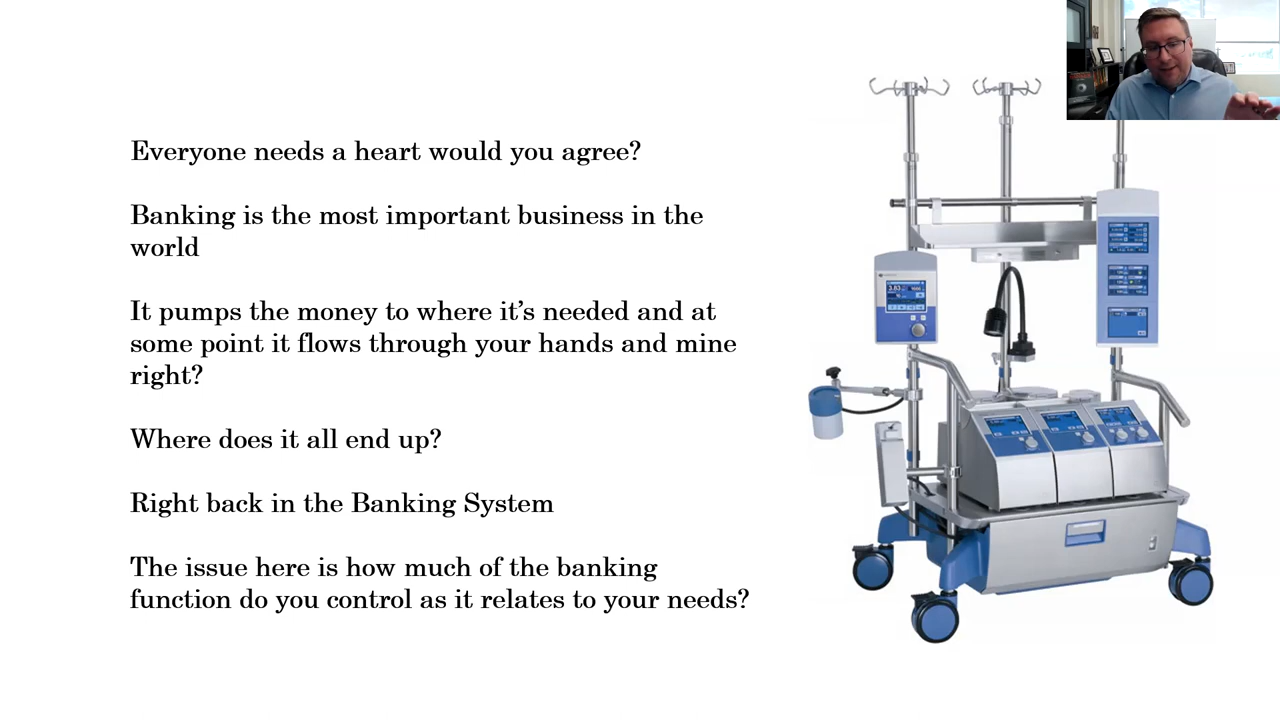 Everyone needs a heart would you agree?
Banking is the most important business in the
world
It pumps the money to where it’s needed and at
some point it flows through your hands and mine
right?
Where does it all end up?
Right back in the Banking System
The issue here is how much of the banking
function do you control as it relates to your needs?
3.83